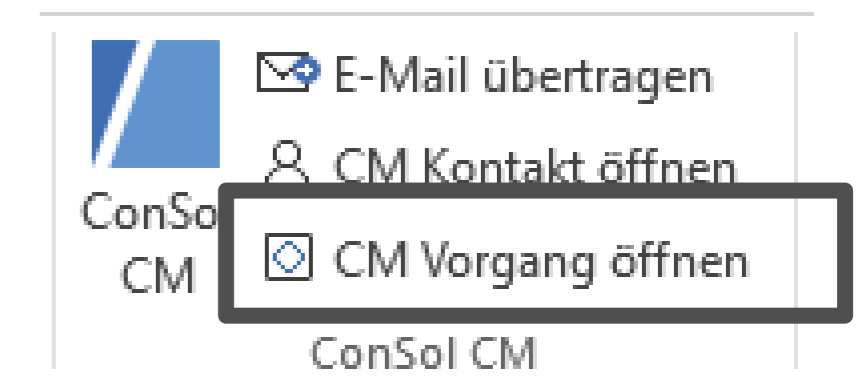 E-Mail übertragen
CM Kontakt öffnen
CM Vorgang öffnen
ConSo
CM
ConSol CM